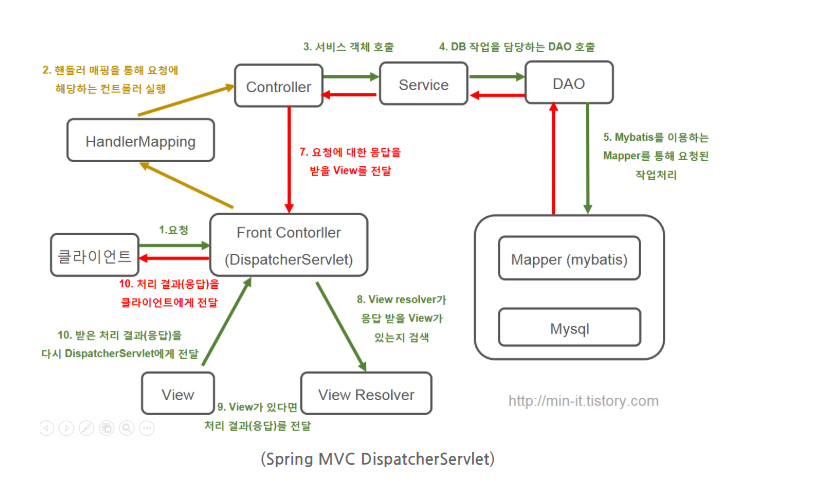 3. 서비스 객체 호출
4. DB 작업을 담당하는 DAO 호출
2. 핸들러 매핑을 통해 요청에
해당하는 컨트롤러 실행
Controller
Service
DAO
HandlerMapping
7. 요청에 대한 응답을
받을 View를 전달
5. Mybatis를 이용하는
Mapper를 통해 요청된
작업처리
1.요청
Front Contorller
(DispatcherServlet)
클라이언트
Mapper (mybatis)
10. 처리 결과(응답)을
클라이언트에게 전달
8. View resolver가
응답 받을 View가
있는지 검색
Mysql
10. 받은 처리 결과(응답)을
다시 DispatcherServlet에게 전달
View
9. View가 있다면
처리 결과(응답)를 전달
View Resolver
http://min-it.tistory.com
(Spring MVC DispatcherServlet)